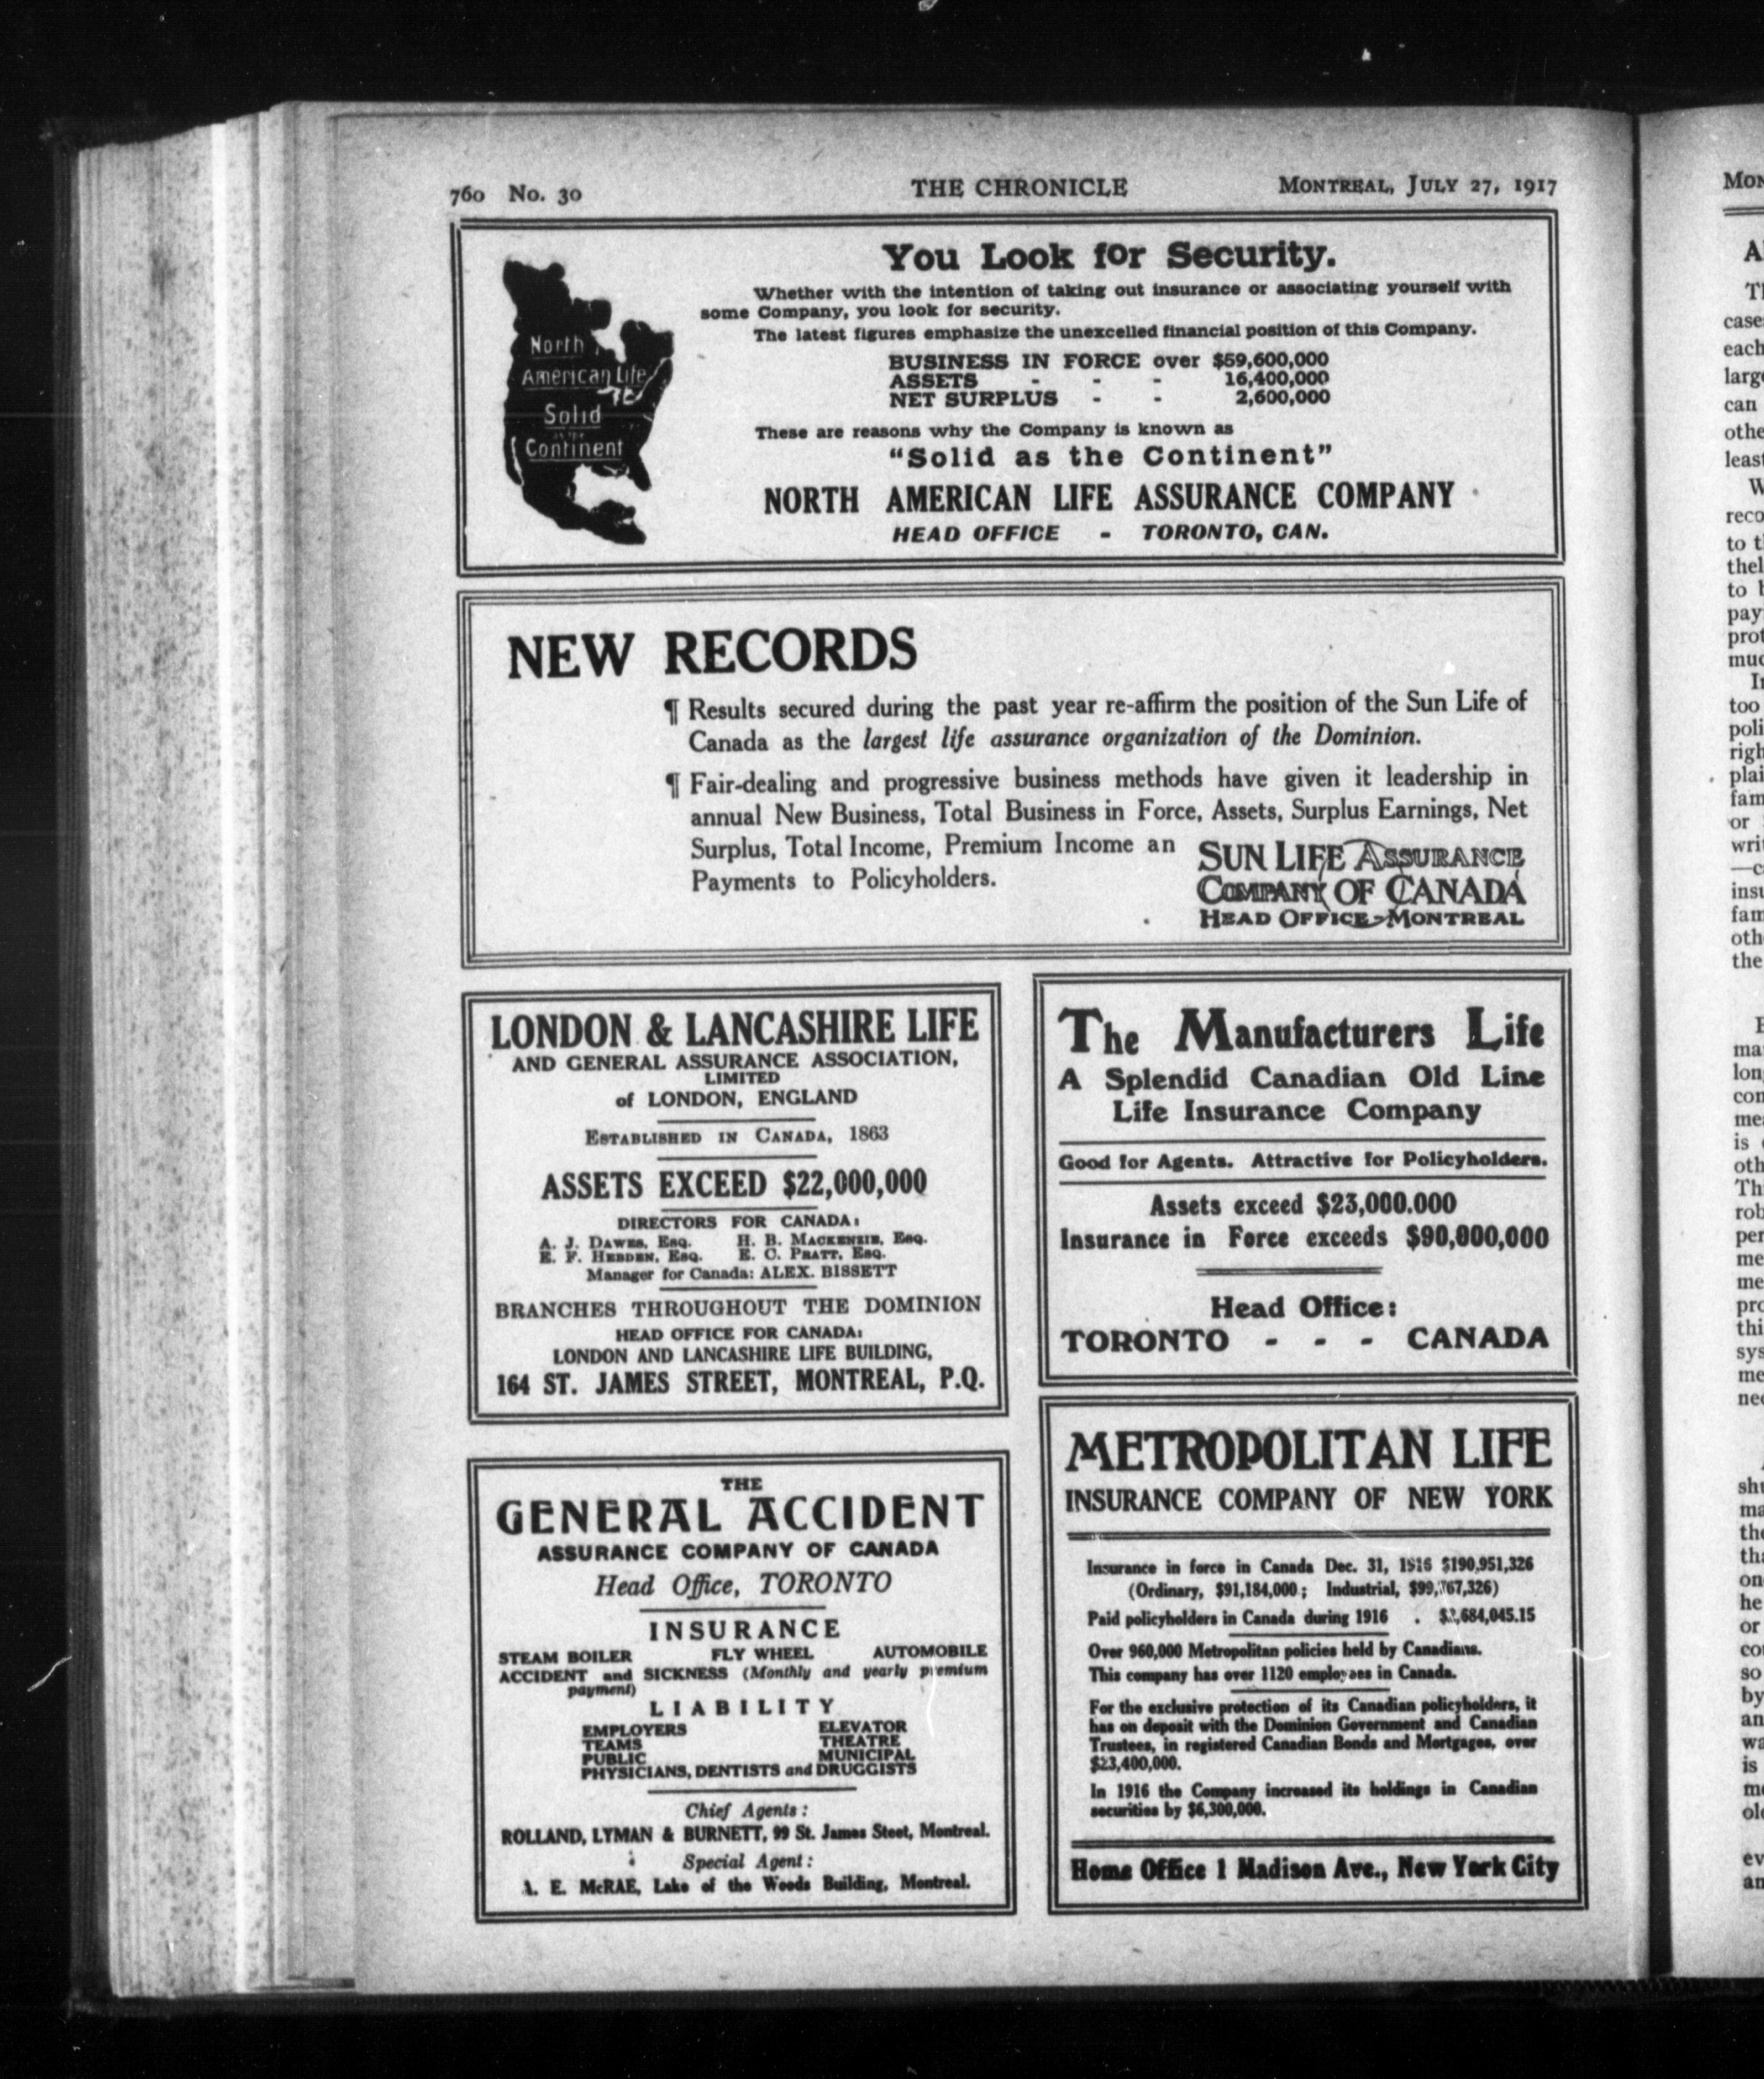 760 No. 30 THE CHRONICLE MONTREAL, JULY 27, 1917
North
American Life
Solid
as the
Continent
You Look for Security.
Whether with the intention of taking out insurance or associating yourself with
some Company, you look for security.
The latest figures emphasize the unexcelled financial position of this Company.
BUSINESS IN FORCE over $59,600,000
ASSETS - - - 16,400,000
NET SURPLUS - - 2,600,000
These are reasons why the Company is known as
“Solid as the Continent”
NORTH AMERICAN LIFE ASSURANCE COMPANY
HEAD OFFICE - TORONTO, CAN.
NEW RECORDS
¶ Results secured during the past year re-affirm the position of the Sun Life of
Canada as the largest life assurance organization of the Dominion.
¶ Fair-dealing and progressive business methods have given it leadership in
annual New Business, Total Business in Force, Assets, Surplus Earnings, Net
Surplus, Total Income, Premium Income an
Payments to Policyholders.
SUN LIFE ASSURANCE
COMPANY OF CANADA
HEAD OFFICE-MONTREAL
LONDON & LANCASHIRE LIFE
AND GENERAL ASSURANCE ASSOCIATION,
LIMITED
of LONDON, ENGLAND
ESTABLISHED IN CANADA, 1863
ASSETS EXCEED $22,000,000
DIRECTORS FOR CANADA:
A. J. DAWES, ESQ. H. B. MACKENZIE, ESQ.
E. F. HEBDEN, ESQ. E. C. PRATT, ESQ.
Manager for Canada: ALEX. BISSETT
BRANCHES THROUGHOUT THE DOMINION
HEAD OFFICE FOR CANADA:
LONDON AND LANCASHIRE LIFE BUILDING,
164 ST. JAMES STREET, MONTREAL, P.Q.
The Manufacturers Life
A Splendid Canadian Old Line
Life Insurance Company
Good for Agents. Attractive for Policyholders.
Assets exceed $23,000.000
Insurance in Force exceeds $90,000,000
Head Office:
TORONTO - - - CANADA
THE
GENERAL ACCIDENT
ASSURANCE COMPANY OF CANADA
Head Office, TORONTO
INSURANCE
STEAM BOILER FLY WHEEL AUTOMOBILE
ACCIDENT and SICKNESS (Monthly and yearly premium
payment)
LIABILITY
EMPLOYERS ELEVATOR
TEAMS THEATRE
PUBLIC MUNICIPAL
PHYSICIANS, DENTISTS and DRUGGISTS
Chief Agents:
ROLLAND, LYMAN & BURNETT, 99 St. James Steet, Montreal.
Special Agent:
A. E. McRAE, Lake of the Woods Building, Montreal.
METROPOLITAN LIFE
INSURANCE COMPANY OF NEW YORK
Insurance in force in Canada Dec. 31, 1916 $190,951,326
(Ordinary, $91,184,000; Industrial, $99,767,326)
Paid policyholders in Canada during 1916 .
Over 960,000 Metropolitan policies held by Canadians.
This company has over 1120 employees in Canada.
For the exclusive protection of its Canadian policyholders, it
has on deposit with the Dominion Government and Canadian
Trustees, in registered Canadian Bonds and Mortgages, over
$23,400,000.
In 1916 the Company increased its holdings in Canadian
securities by $6,300,000.
Home Office 1 Madison Ave., New York City